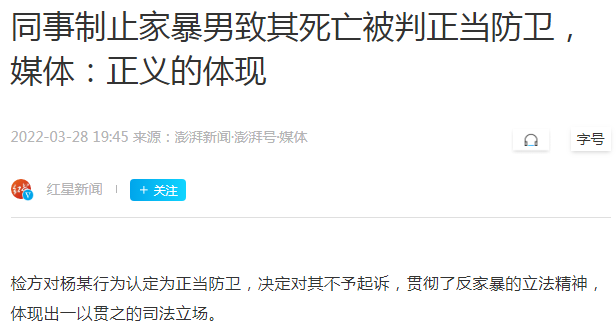 同事制止家暴男致其死亡被判正当防卫，
媒体：正义的体现
2022-03-28 19:45 来源：澎湃新闻·澎湃号·媒体
字号
红星新闻 | + 关注
检方对杨某行为认定为正当防卫，决定对其不予起诉，贯彻了反家暴的立法精神，
体现出一以贯之的司法立场。